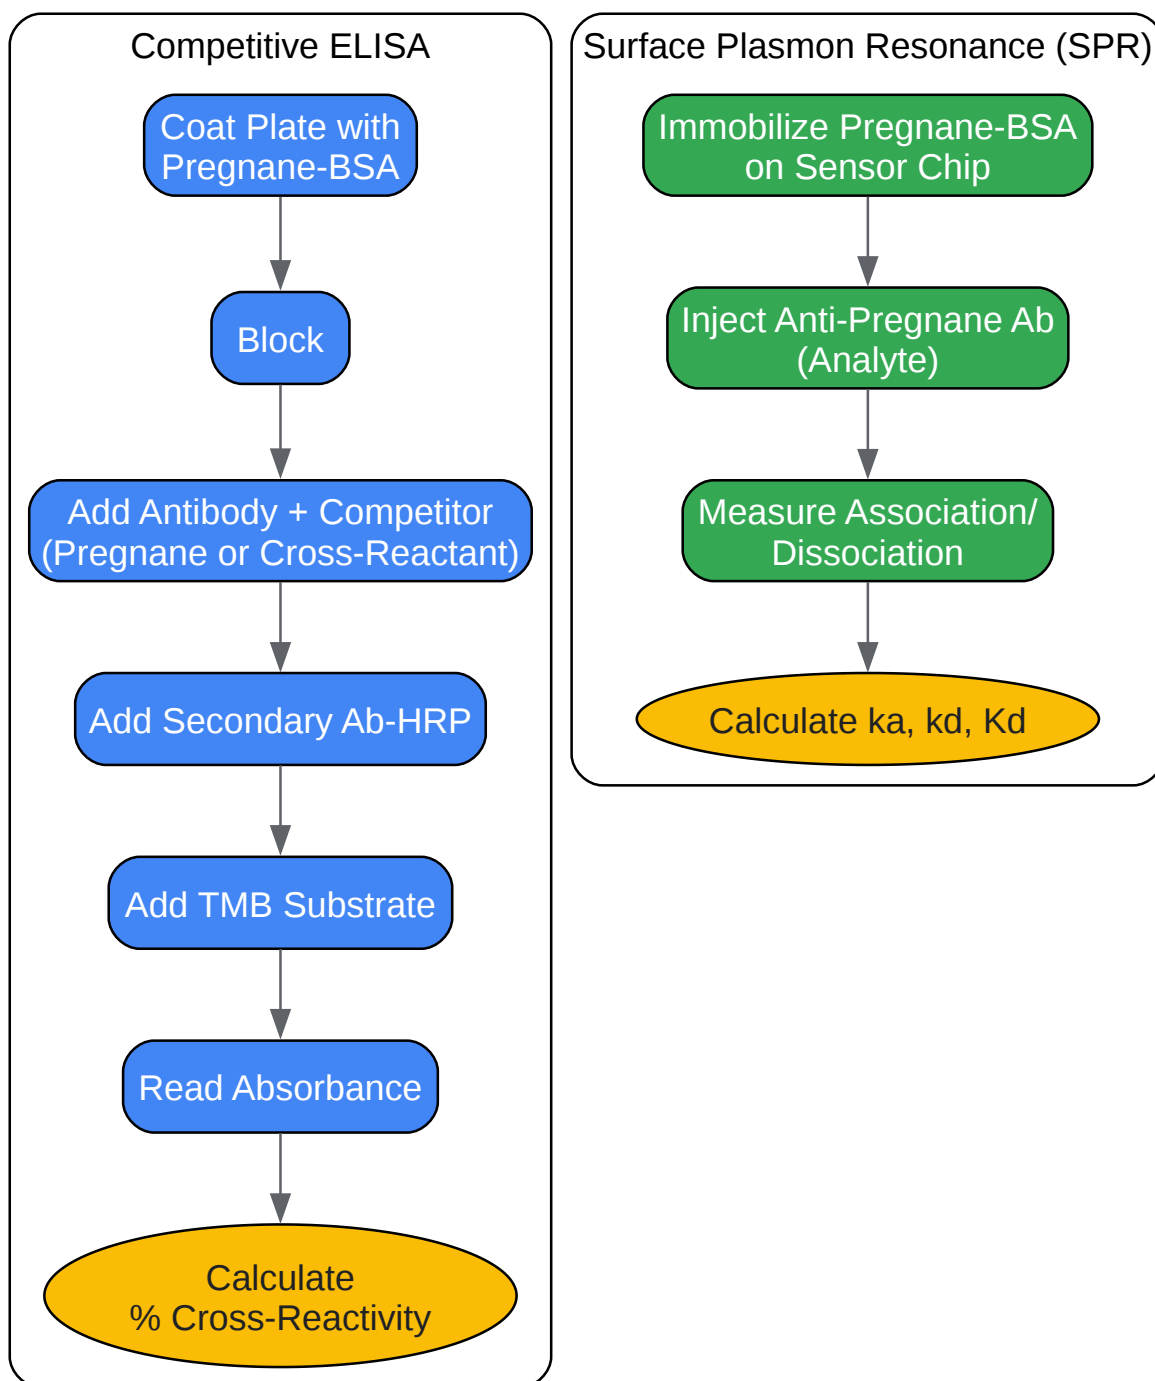 Competitive ELISA
Coat Plate with
Pregnane-BSA
Block
Add Antibody + Competitor
(Pregnane or Cross-Reactant)
Add Secondary Ab-HRP
Add TMB Substrate
Read Absorbance
Calculate
% Cross-Reactivity
Surface Plasmon Resonance (SPR)
Immobilize Pregnane-BSA
on Sensor Chip
Inject Anti-Pregnane Ab
(Analyte)
Measure Association/
Dissociation
Calculate ka, kd, Kd